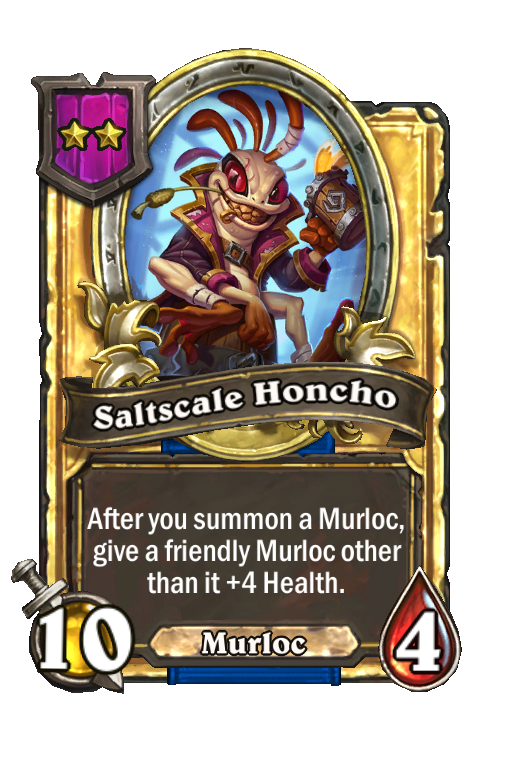 Saltscale Honcho
After you summon a Murloc,
give a friendly Murloc other
than it +4 Health.
10
Murloc
4